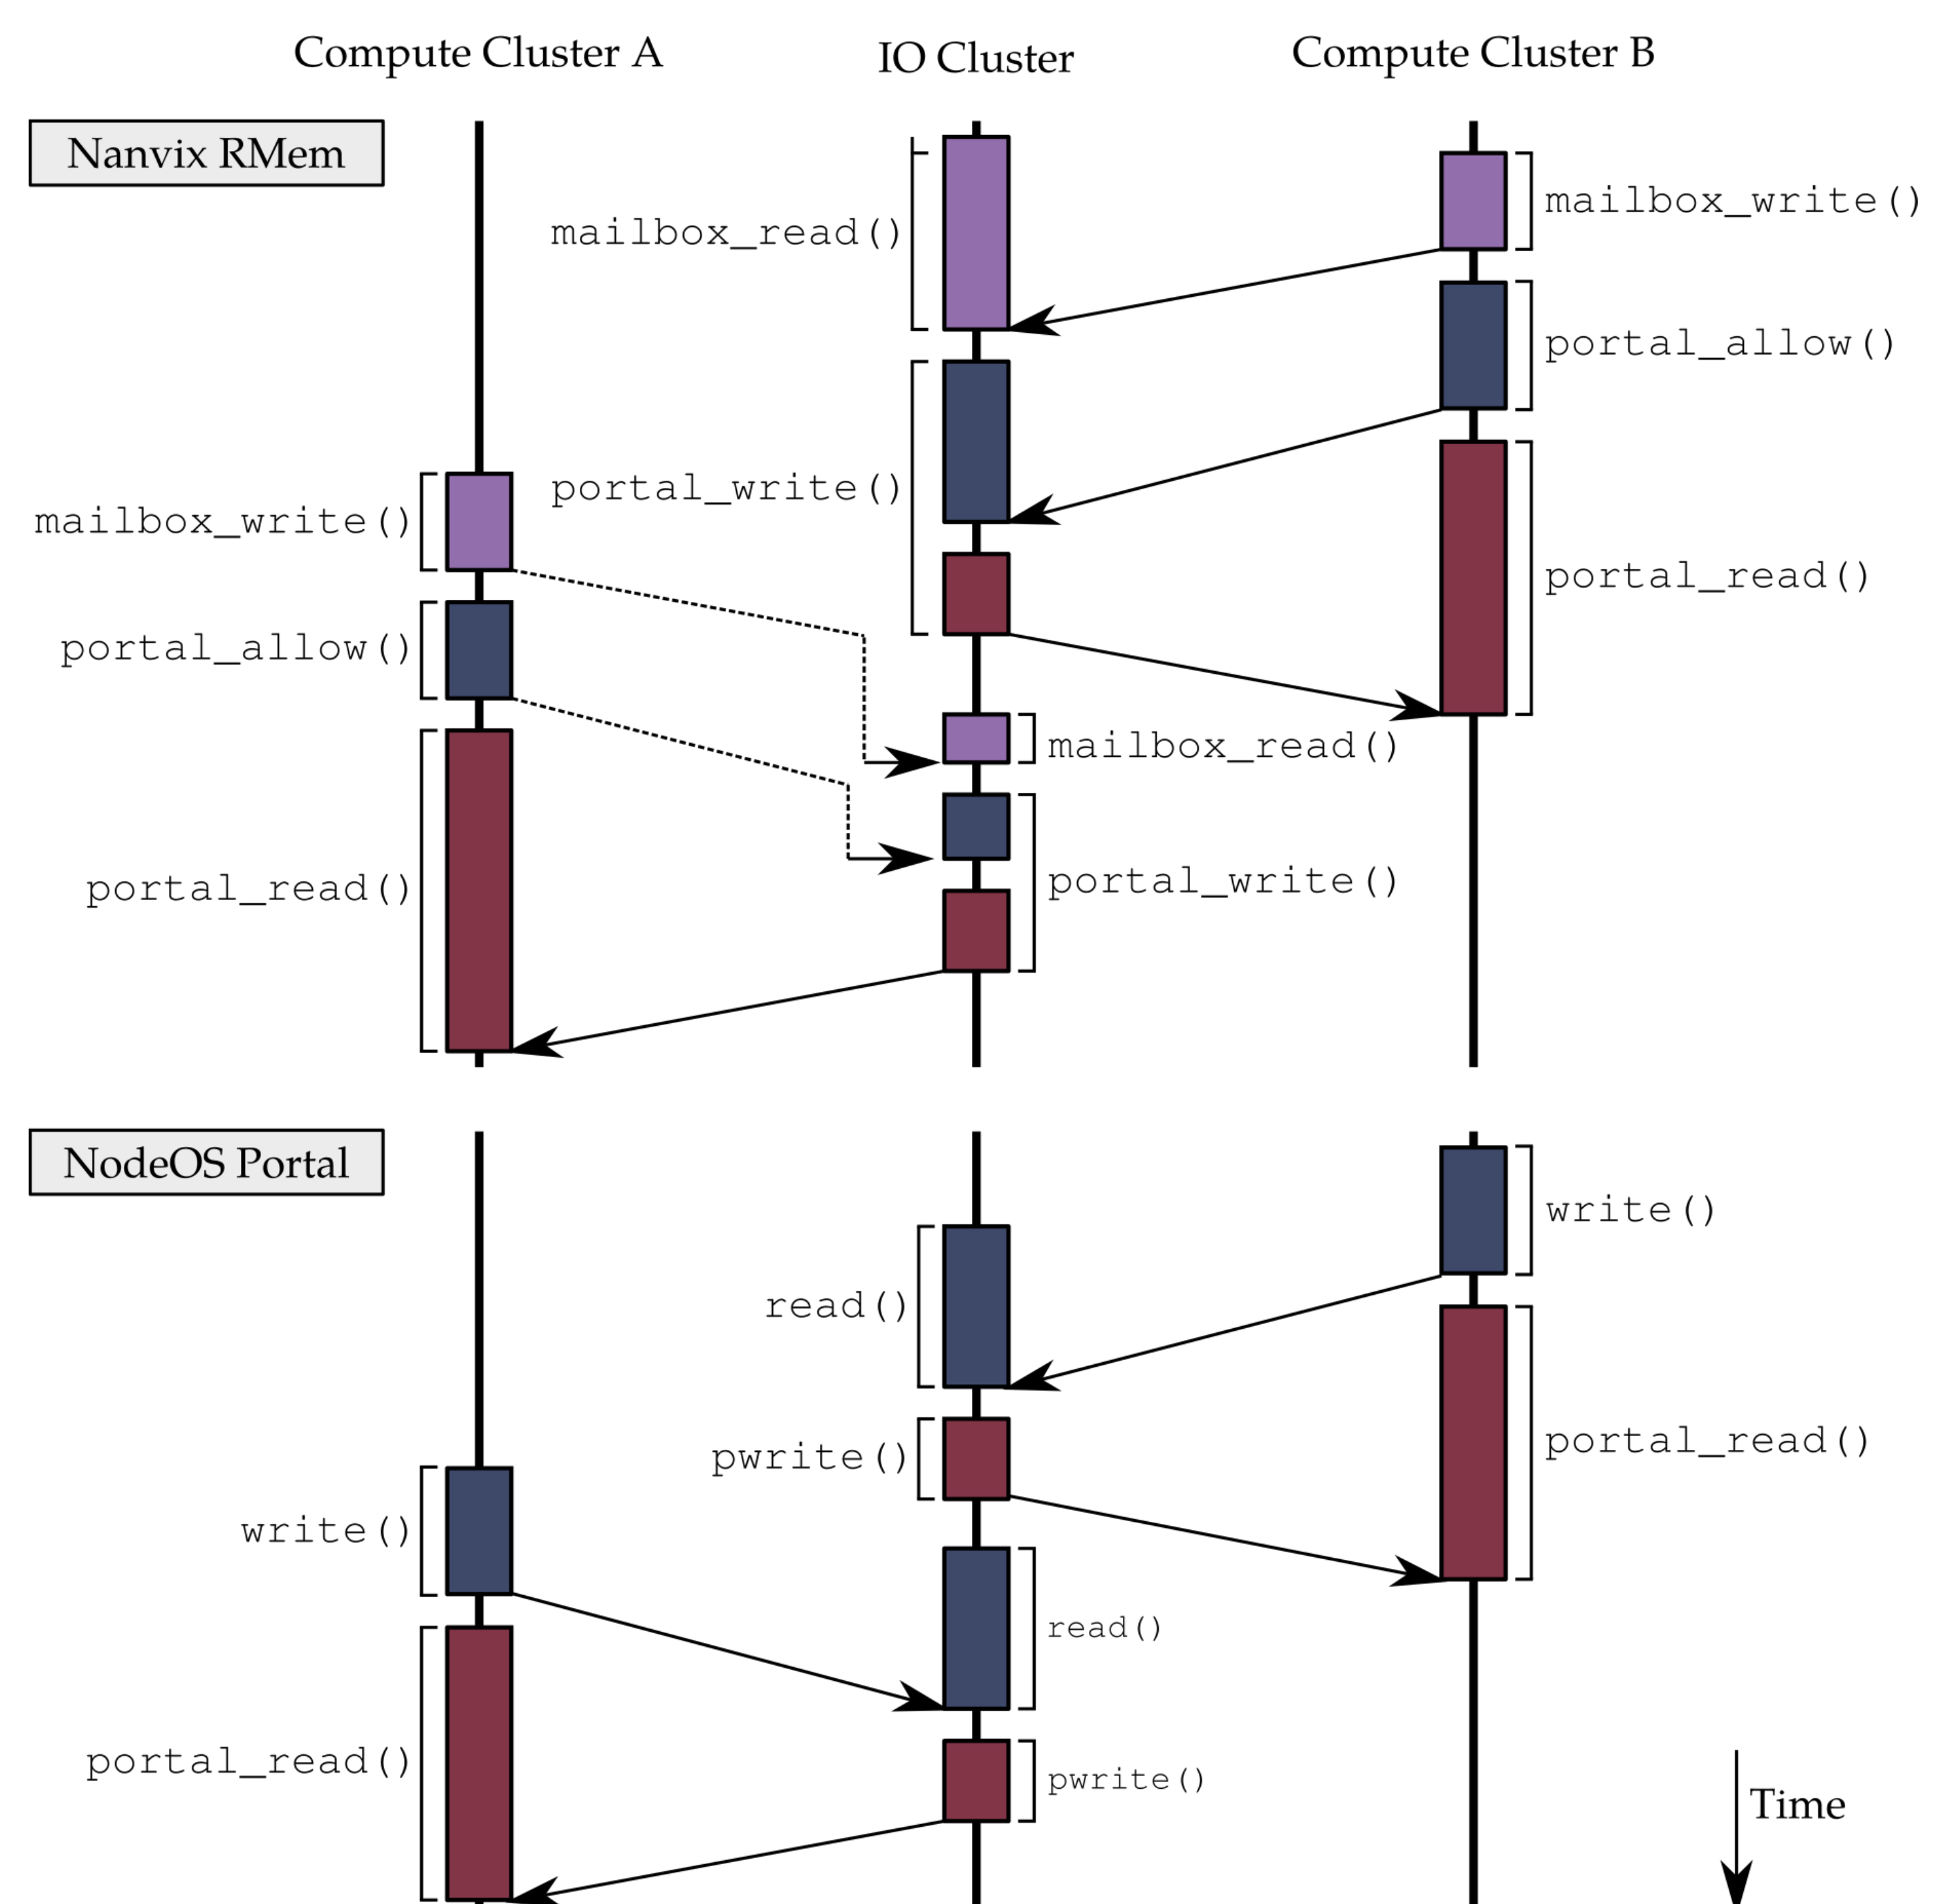 Compute Cluster A
IO Cluster
Compute Cluster B
Nanvix RMem
mailbox_write()
mailbox_read()
portal_allow()
portal_write()
mailbox_write()
portal_read()
portal_allow()
mailbox_read()
portal_write()
portal_read()
NodeOS Portal
write()
read()
portal_read()
pwrite()
write()
read()
portal_read()
pwrite()
Time